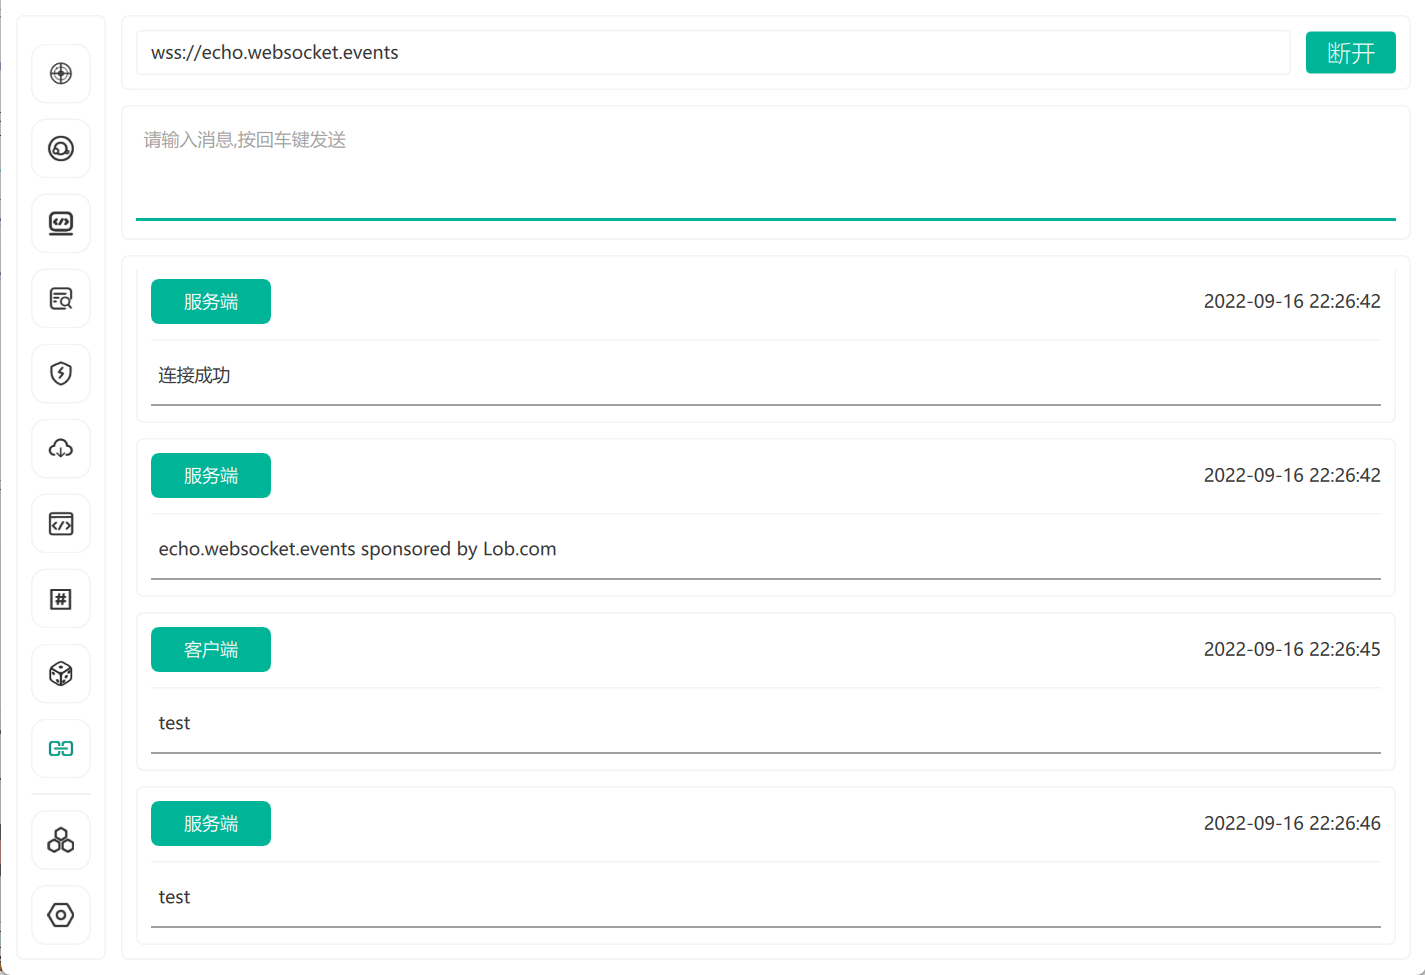 wss://echo.websocket.events
断开
请输入消息,按回车键发送
服务端
2022-09-16 22:26:42
连接成功
服务端
2022-09-16 22:26:42
echo.websocket.events sponsored by Lob.com
客户端
2022-09-16 22:26:45
test
服务端
2022-09-16 22:26:46
test